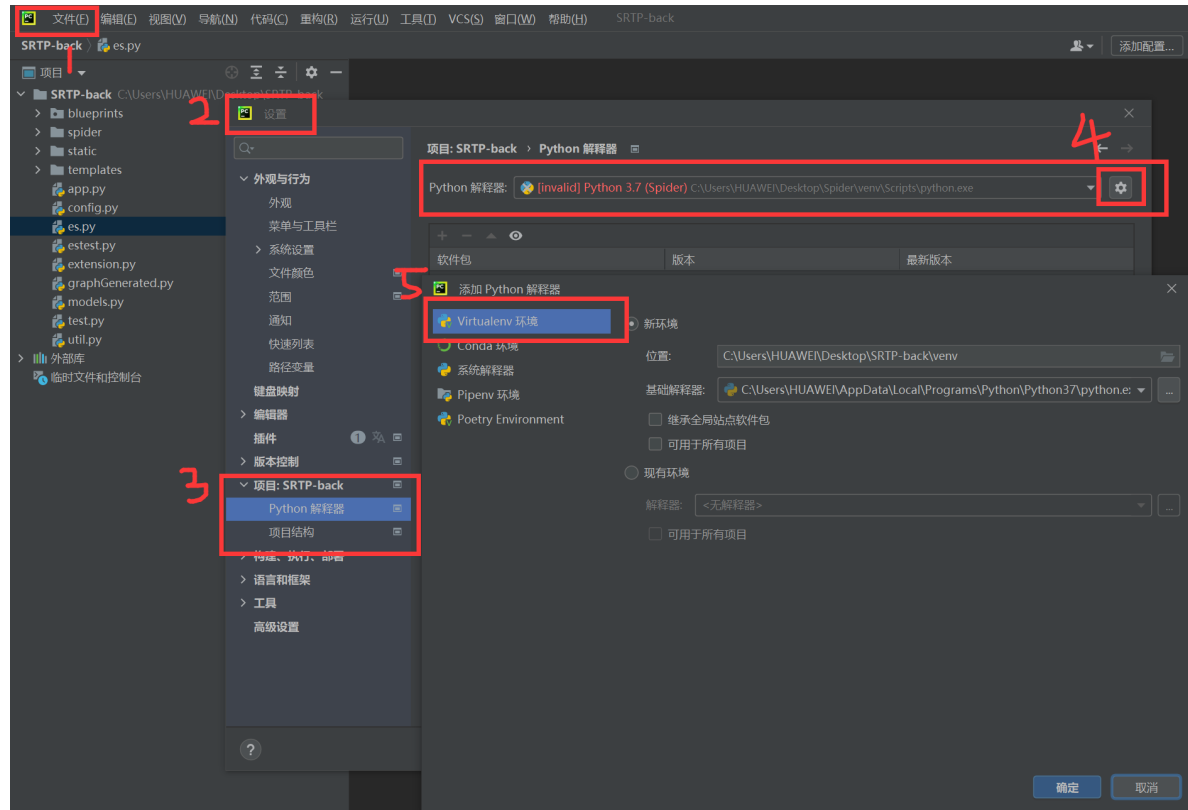 文件(F) 编辑(E) 视图(V) 导航(N) 代码(C) 重构(R) 运行(U) 工具(T) VCS(S) 窗口(W) 帮助(H) SRTP-back
SRTP-back es.py 添加配置...
1
项目
SRTP-back C:\Users\HUAWEI\Desktop\SRTP-back
blueprints
spider
static
templates
app.py
config.py
es.py
estest.py
extension.py
graphGenerated.py
models.py
test.py
util.py
外部库
临时文件和控制台
2
设置
外观与行为
外观
菜单与工具栏
系统设置
文件颜色
范围
通知
快速列表
路径变量
键盘映射
编辑器
插件 1
版本控制
3
项目: SRTP-back
Python 解释器
项目结构
构建、执行、部署
语言和框架
工具
高级设置
?
4
项目: SRTP-back › Python 解释器
Python 解释器: [invalid] Python 3.7 (Spider) C:\Users\HUAWEI\Desktop\Spider\venv\Scripts\python.exe
软件包 版本 最新版本
5
添加 Python 解释器
Virtualenv 环境
Conda 环境
系统解释器
Pipenv 环境
Poetry Environment
新环境
位置: C:\Users\HUAWEI\Desktop\SRTP-back\venv
基础解释器: C:\Users\HUAWEI\AppData\Local\Programs\Python\Python37\python.e: ...
继承全局站点软件包
可用于所有项目
现有环境
解释器: <无解释器> ...
可用于所有项目
确定 取消